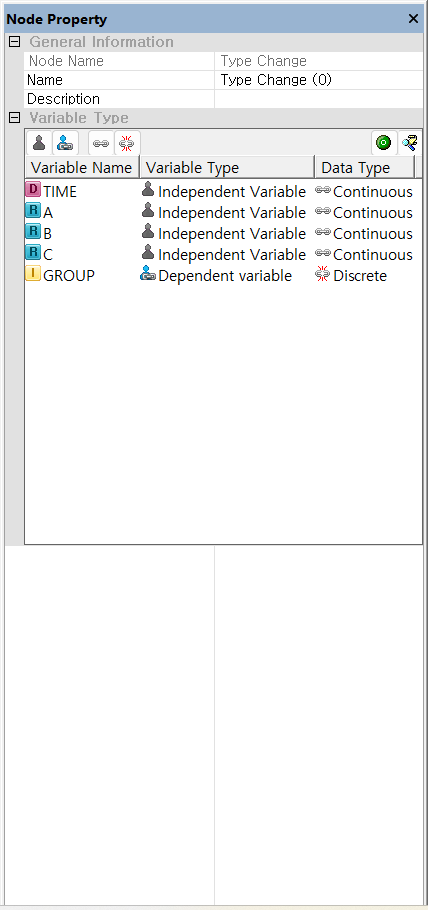 Node Property
General Information
Node Name Type Change
Name Type Change (0)
Description
Variable Type
Variable Name Variable Type Data Type
D TIME Independent Variable Continuous
R A Independent Variable Continuous
R B Independent Variable Continuous
R C Independent Variable Continuous
I GROUP Dependent variable Discrete